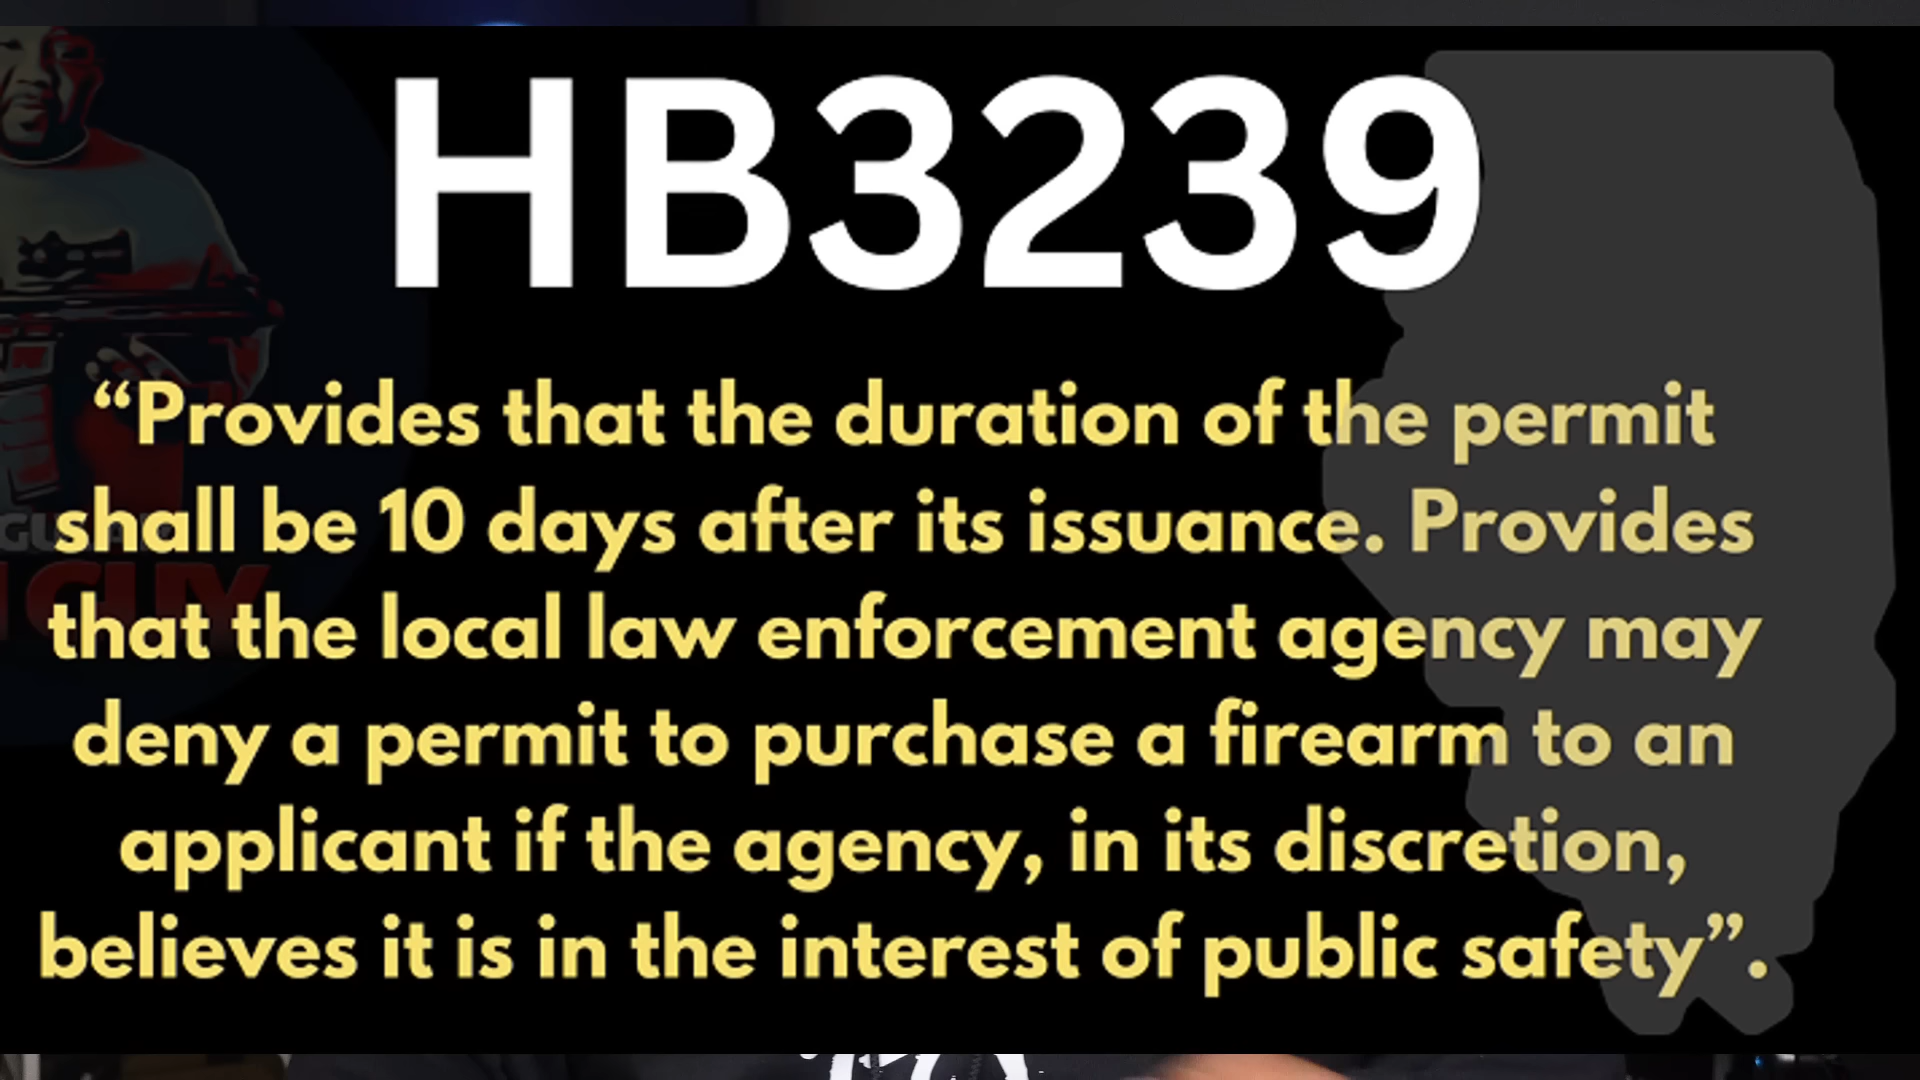 HB3239
“Provides that the duration of the permit
shall be 10 days after its issuance. Provides
that the local law enforcement agency may
deny a permit to purchase a firearm to an
applicant if the agency, in its discretion,
believes it is in the interest of public safety”.
GUY